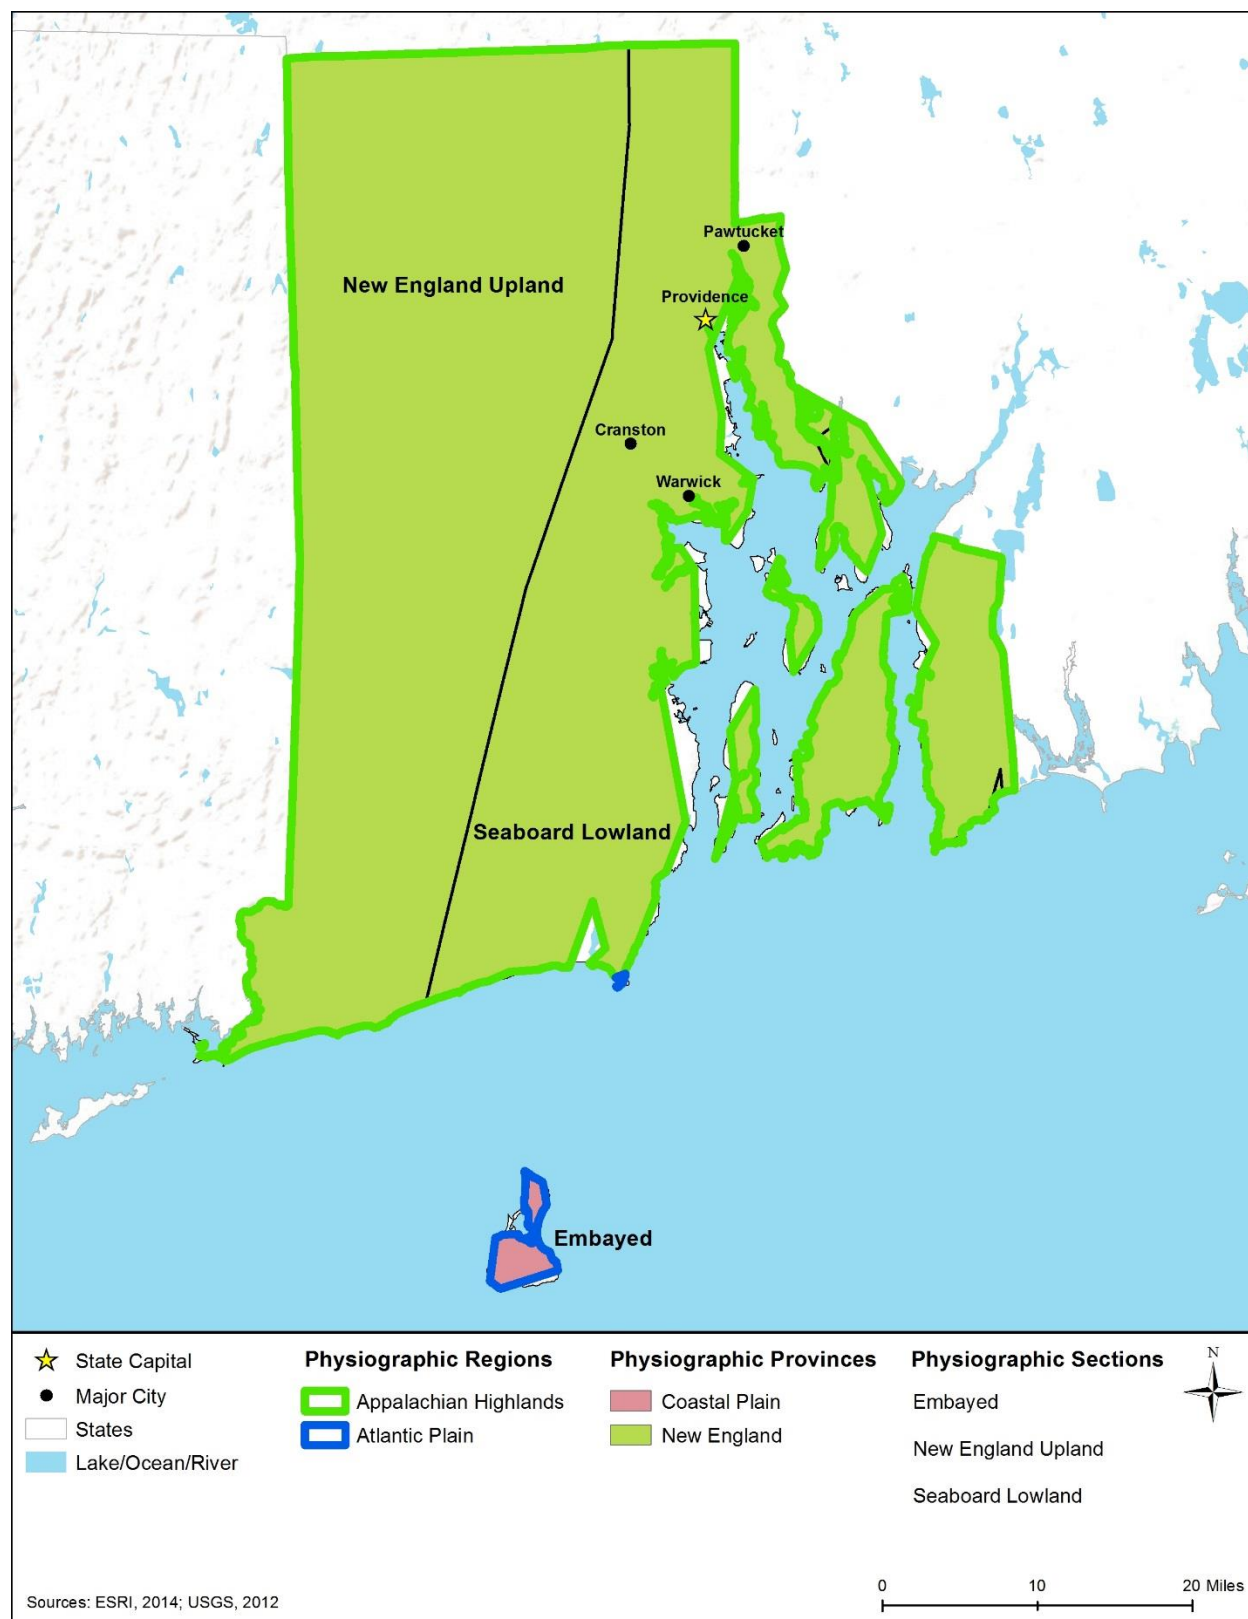 Pawtucket
New England Upland
Providence
Cranston
Warwick
Seaboard Lowland
Embayed
State Capital
Major City
States
Lake/Ocean/River
Physiographic Regions
Appalachian Highlands
Atlantic Plain
Physiographic Provinces
Coastal Plain
New England
Physiographic Sections
Embayed
New England Upland
Seaboard Lowland
N
0 10 20 Miles
Sources: ESRI, 2014; USGS, 2012